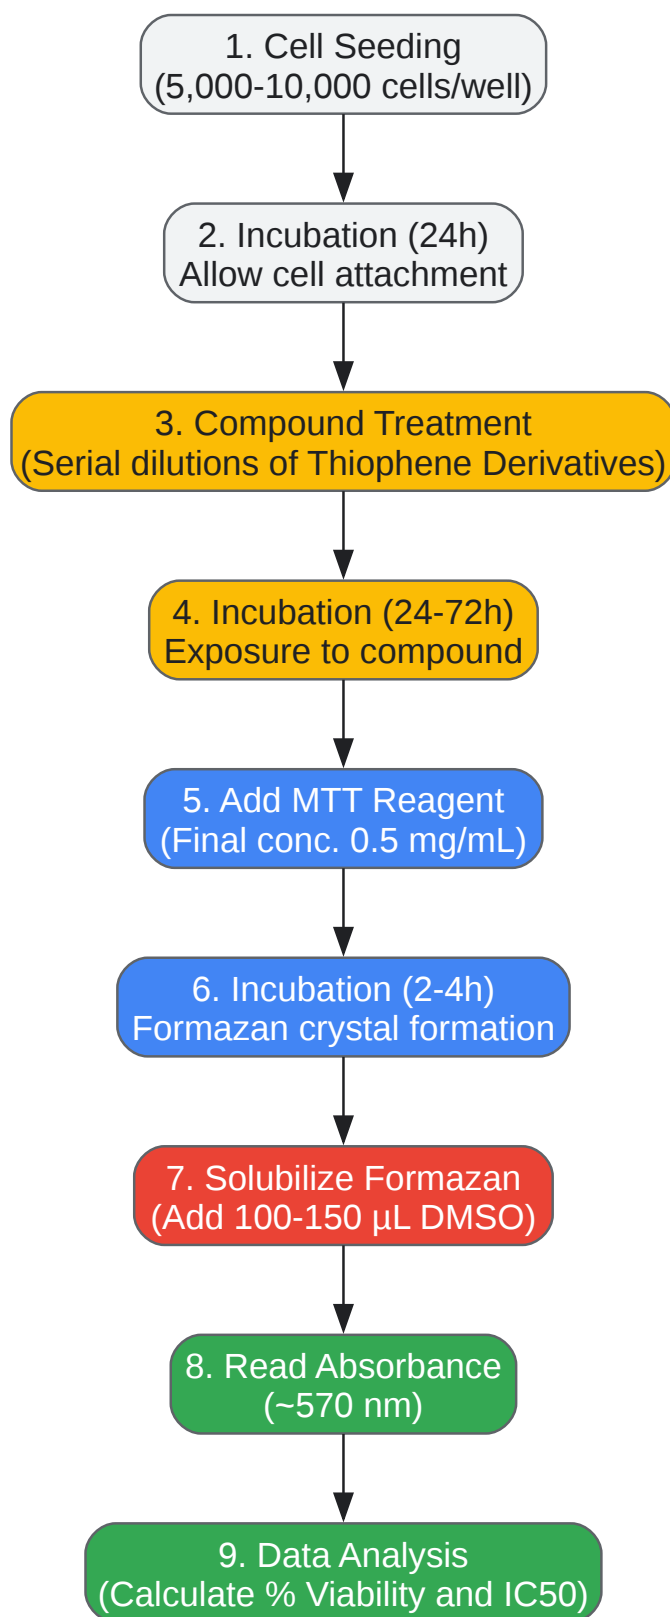 1. Cell Seeding
(5,000-10,000 cells/well)
2. Incubation (24h)
Allow cell attachment
3. Compound Treatment
(Serial dilutions of Thiophene Derivatives)
4. Incubation (24-72h)
Exposure to compound
5. Add MTT Reagent
(Final conc. 0.5 mg/mL)
6. Incubation (2-4h)
Formazan crystal formation
7. Solubilize Formazan
(Add 100-150 µL DMSO)
8. Read Absorbance
(~570 nm)
9. Data Analysis
(Calculate % Viability and IC50)